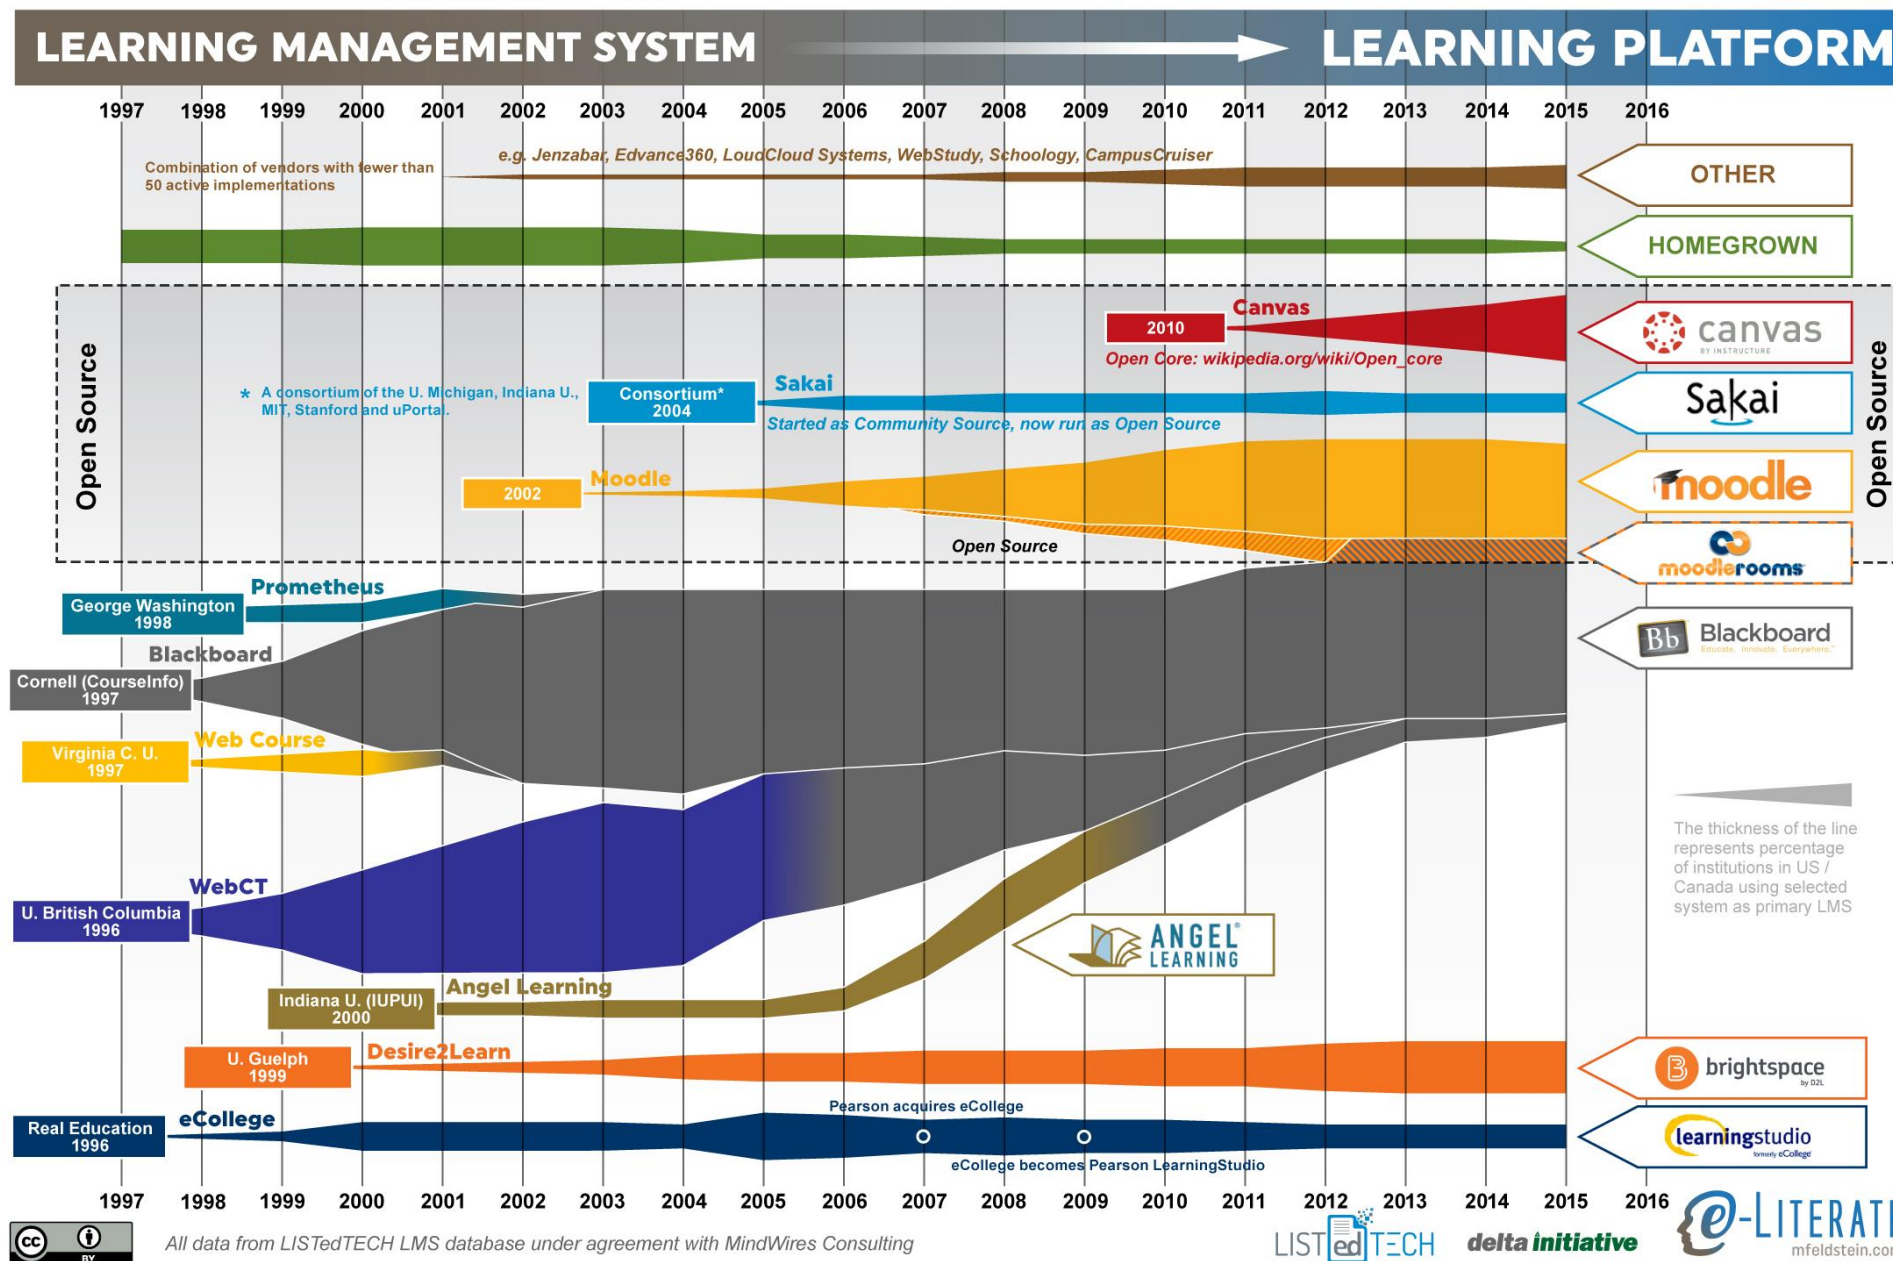 LEARNING MANAGEMENT SYSTEM
LEARNING PLATFORM
1997 1998 1999 2000 2001 2002 2003 2004 2005 2006 2007 2008 2009 2010 2011 2012 2013 2014 2015 2016
Combination of vendors with fewer than
50 active implementations
e.g. Jenzabar, Edvance360, LoudCloud Systems, WebStudy, Schoology, CampusCruiser
OTHER
HOMEGROWN
Open Source
Canvas
2010
Open Core: wikipedia.org/wiki/Open_core
canvas
BY INSTRUCTURE
Open Source
* A consortium of the U. Michigan, Indiana U.,
MIT, Stanford and uPortal.
Consortium*
2004
Sakai
Started as Community Source, now run as Open Source
Sakai
2002
Moodle
moodle
Open Source
moodlerooms
Prometheus
George Washington
1998
Blackboard
Cornell (CourseInfo)
1997
Bb Blackboard
Educate. Innovate. Everywhere.™
Web Course
Virginia C. U.
1997
The thickness of the line
represents percentage
of institutions in US /
Canada using selected
system as primary LMS
WebCT
U. British Columbia
1996
ANGEL®
LEARNING
Angel Learning
Indiana U. (IUPUI)
2000
Desire2Learn
U. Guelph
1999
B brightspace
by D2L
eCollege
Real Education
1996
Pearson acquires eCollege
eCollege becomes Pearson LearningStudio
learningstudio
formerly eCollege
1997 1998 1999 2000 2001 2002 2003 2004 2005 2006 2007 2008 2009 2010 2011 2012 2013 2014 2015 2016
cc
BY
All data from LISTedTECH LMS database under agreement with MindWires Consulting
LISTedTECH
delta initiative
e-LITERATE
mfeldstein.com